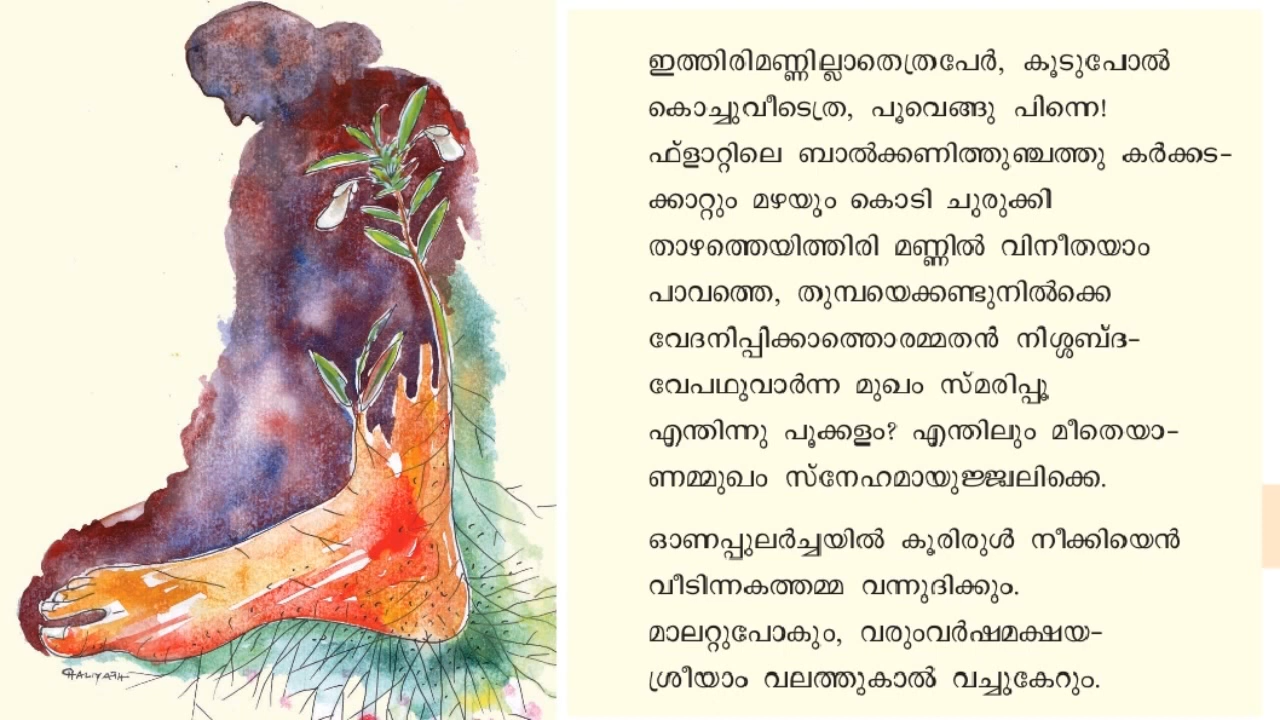 ഇത്തിരിമണ്ണില്ലാതെത്രപേർ, കൂടുപോൽ
കൊച്ചുവീടെത്ര, പൂവെങ്ങു പിന്നെ!
ഫ്ളാറ്റിലെ ബാൽക്കണിത്തുഞ്ചത്തു കർക്കട-
ക്കാറ്റും മഴയും കൊടി ചുരുക്കി
താഴത്തെയിത്തിരി മണ്ണിൽ വിനീതയാം
പാവത്തെ, തുമ്പയെക്കണ്ടുനിൽക്കെ
വേദനിപ്പിക്കാത്തൊരമ്മതൻ നിശ്ശബ്ദ-
വേപഥുവാർന്ന മുഖം സ്മരിപ്പൂ
എന്തിന്നു പൂക്കളം? എന്തിലും മീതെയാ-
ണമ്മുഖം സ്നേഹമായുജ്ജ്വലിക്കെ.
ഓണപ്പുലർച്ചയിൽ കൂരിരുൾ നീക്കിയെൻ
വീടിന്നകത്തമ്മ വന്നുദിക്കും.
മാലറ്റുപോകും, വരുംവർഷമക്ഷയ-
ശ്രീയാം വലത്തുകാൽ വച്ചുകേറും.